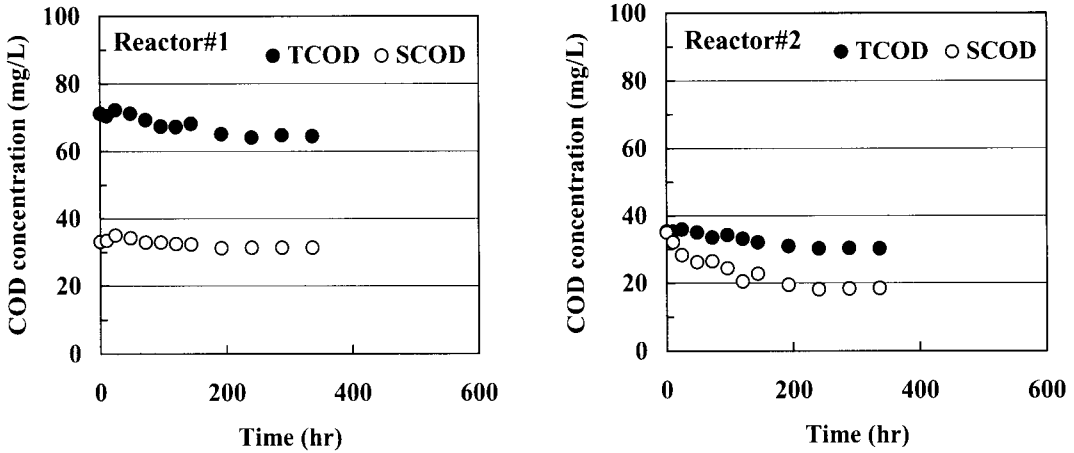 Reactor#1
TCOD SCOD
COD concentration (mg/L)
100
80
60
40
20
0
0 200 400 600
Time (hr)
Reactor#2
TCOD SCOD
COD concentration (mg/L)
100
80
60
40
20
0
0 200 400 600
Time (hr)